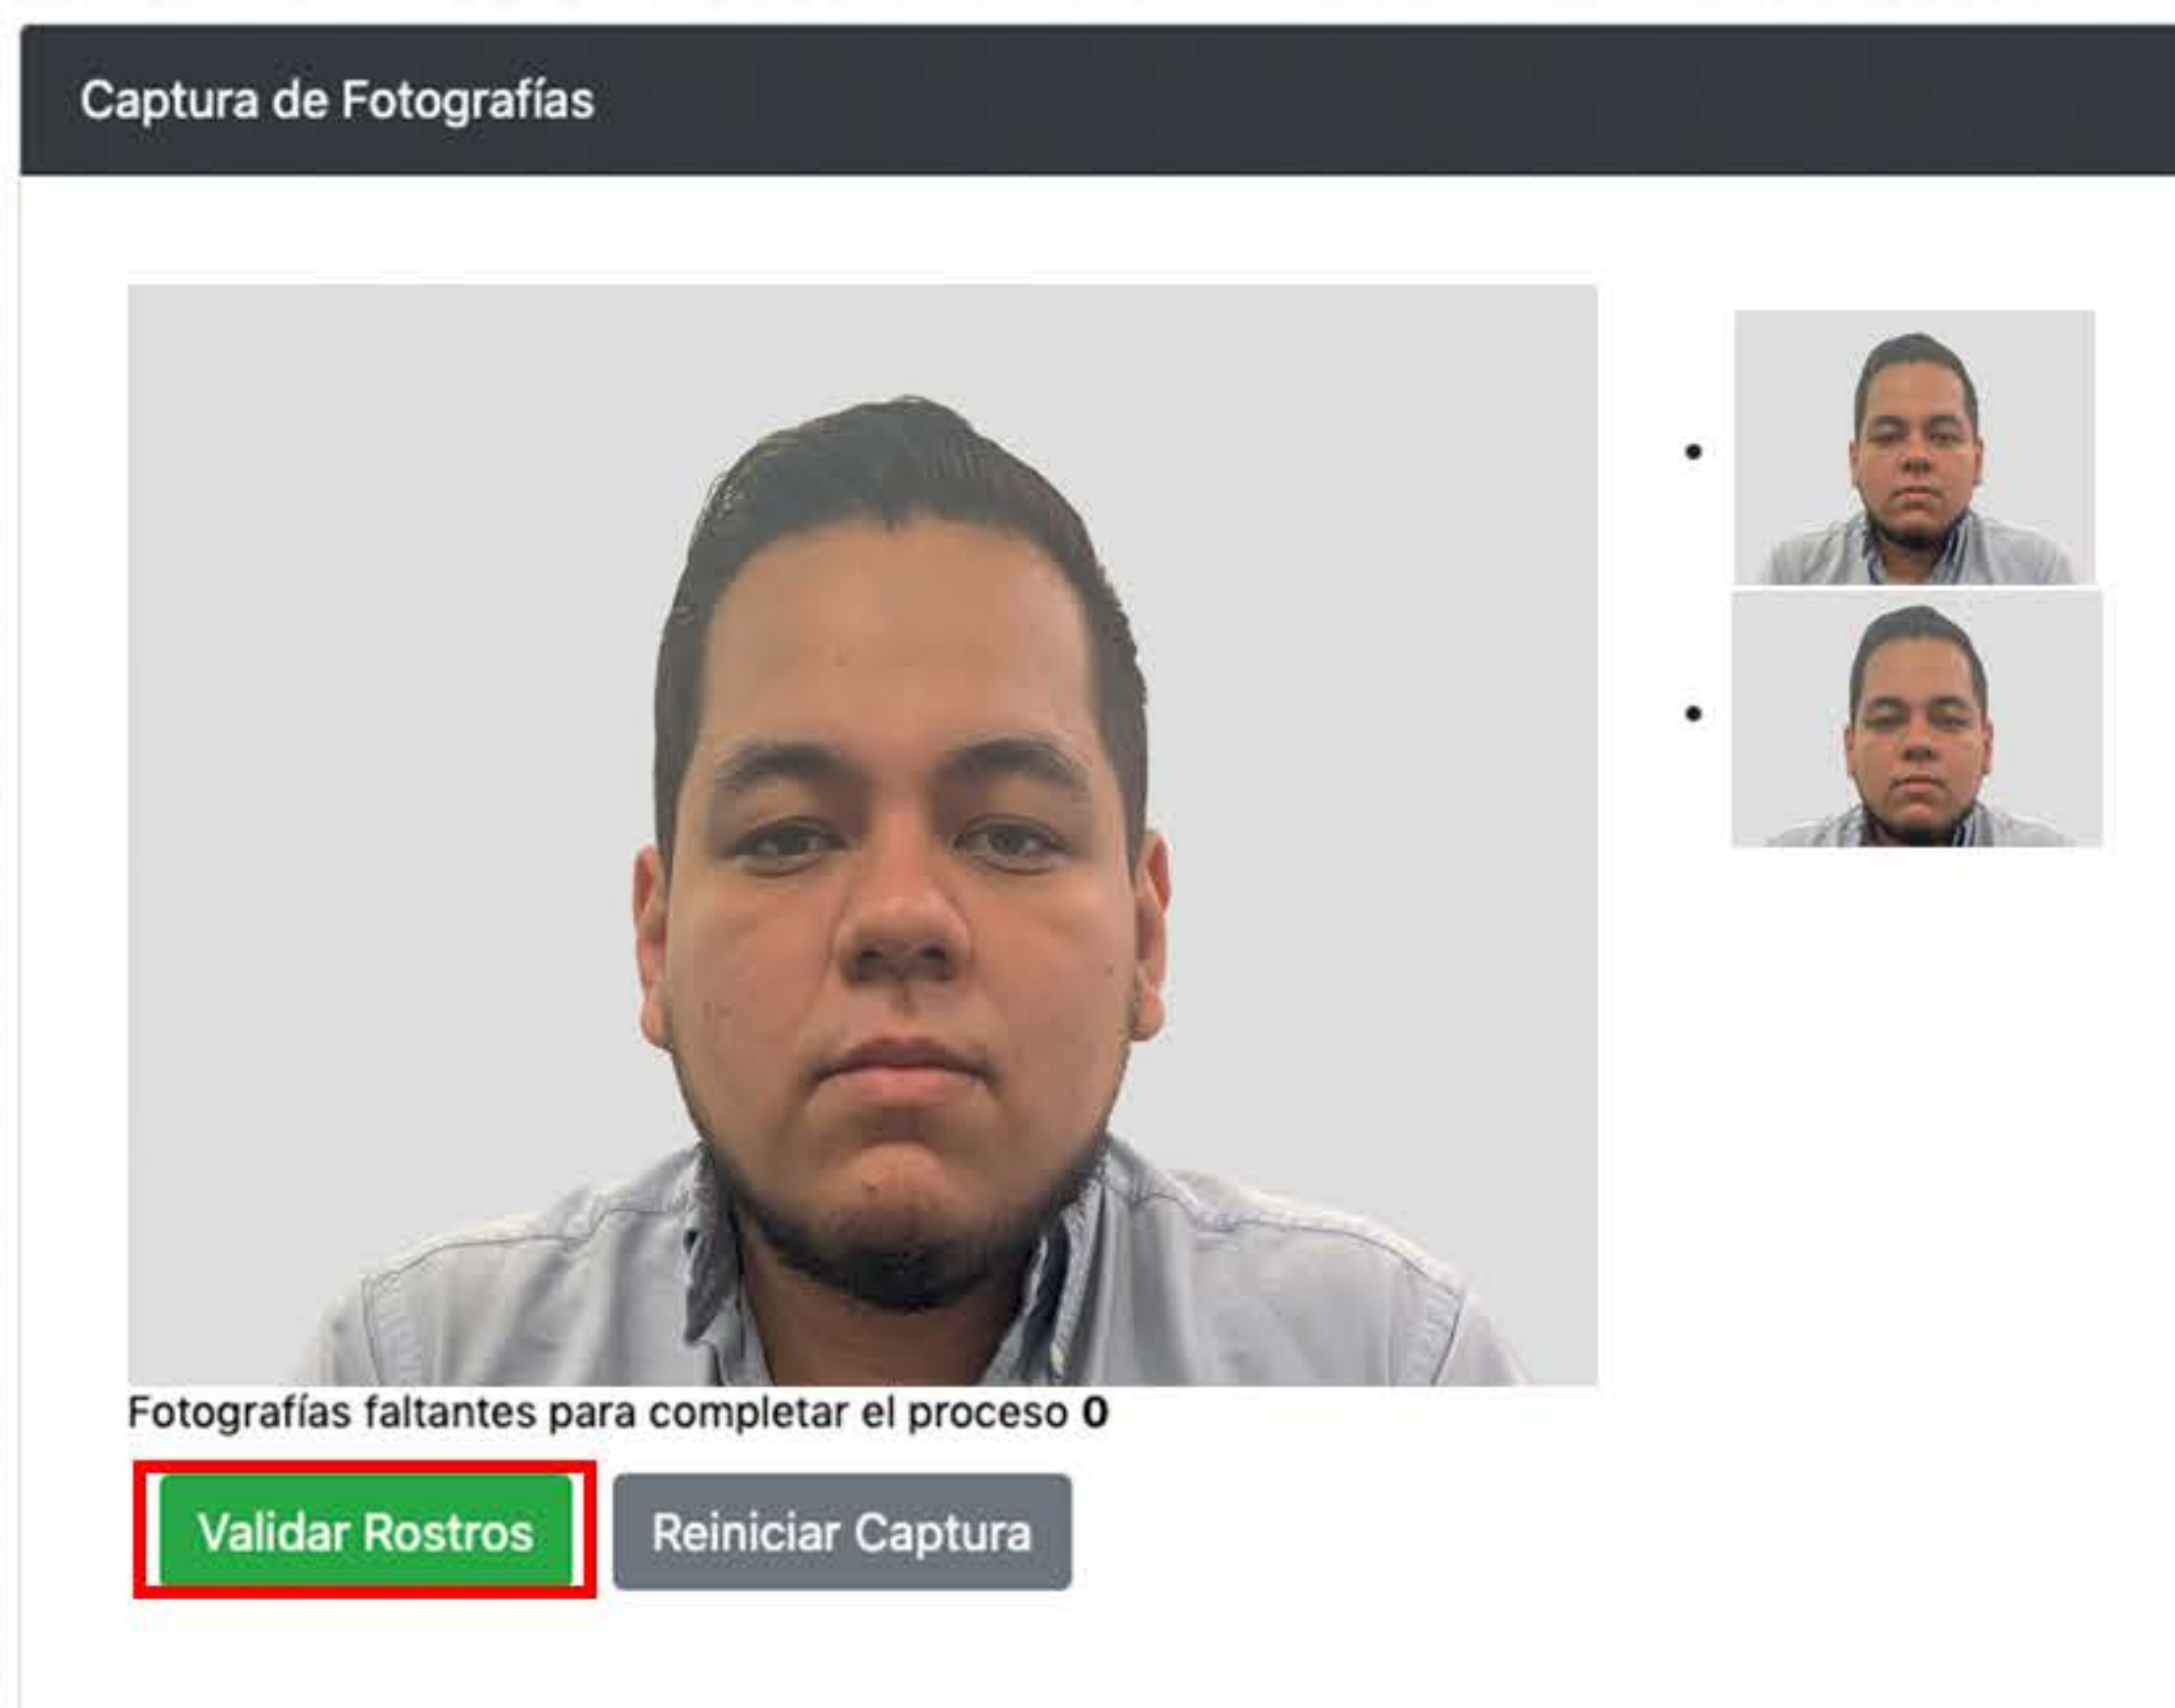 Captura de Fotografías
Fotografías faltantes para completar el proceso 0
Validar Rostros
Reiniciar Captura